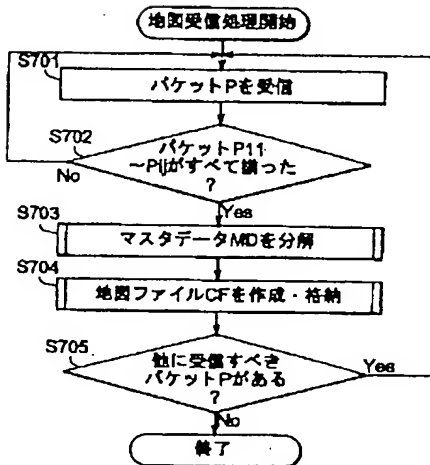 地図受信処理開始
S701
パケットPを受信
S702
パケットP11
~Pijがすべて揃った
?
No
Yes
S703
マスタデータMDを分解
S704
地図ファイルCFを作成・格納
S705
他に受信すべき
パケットPがある
?
Yes
No
終了